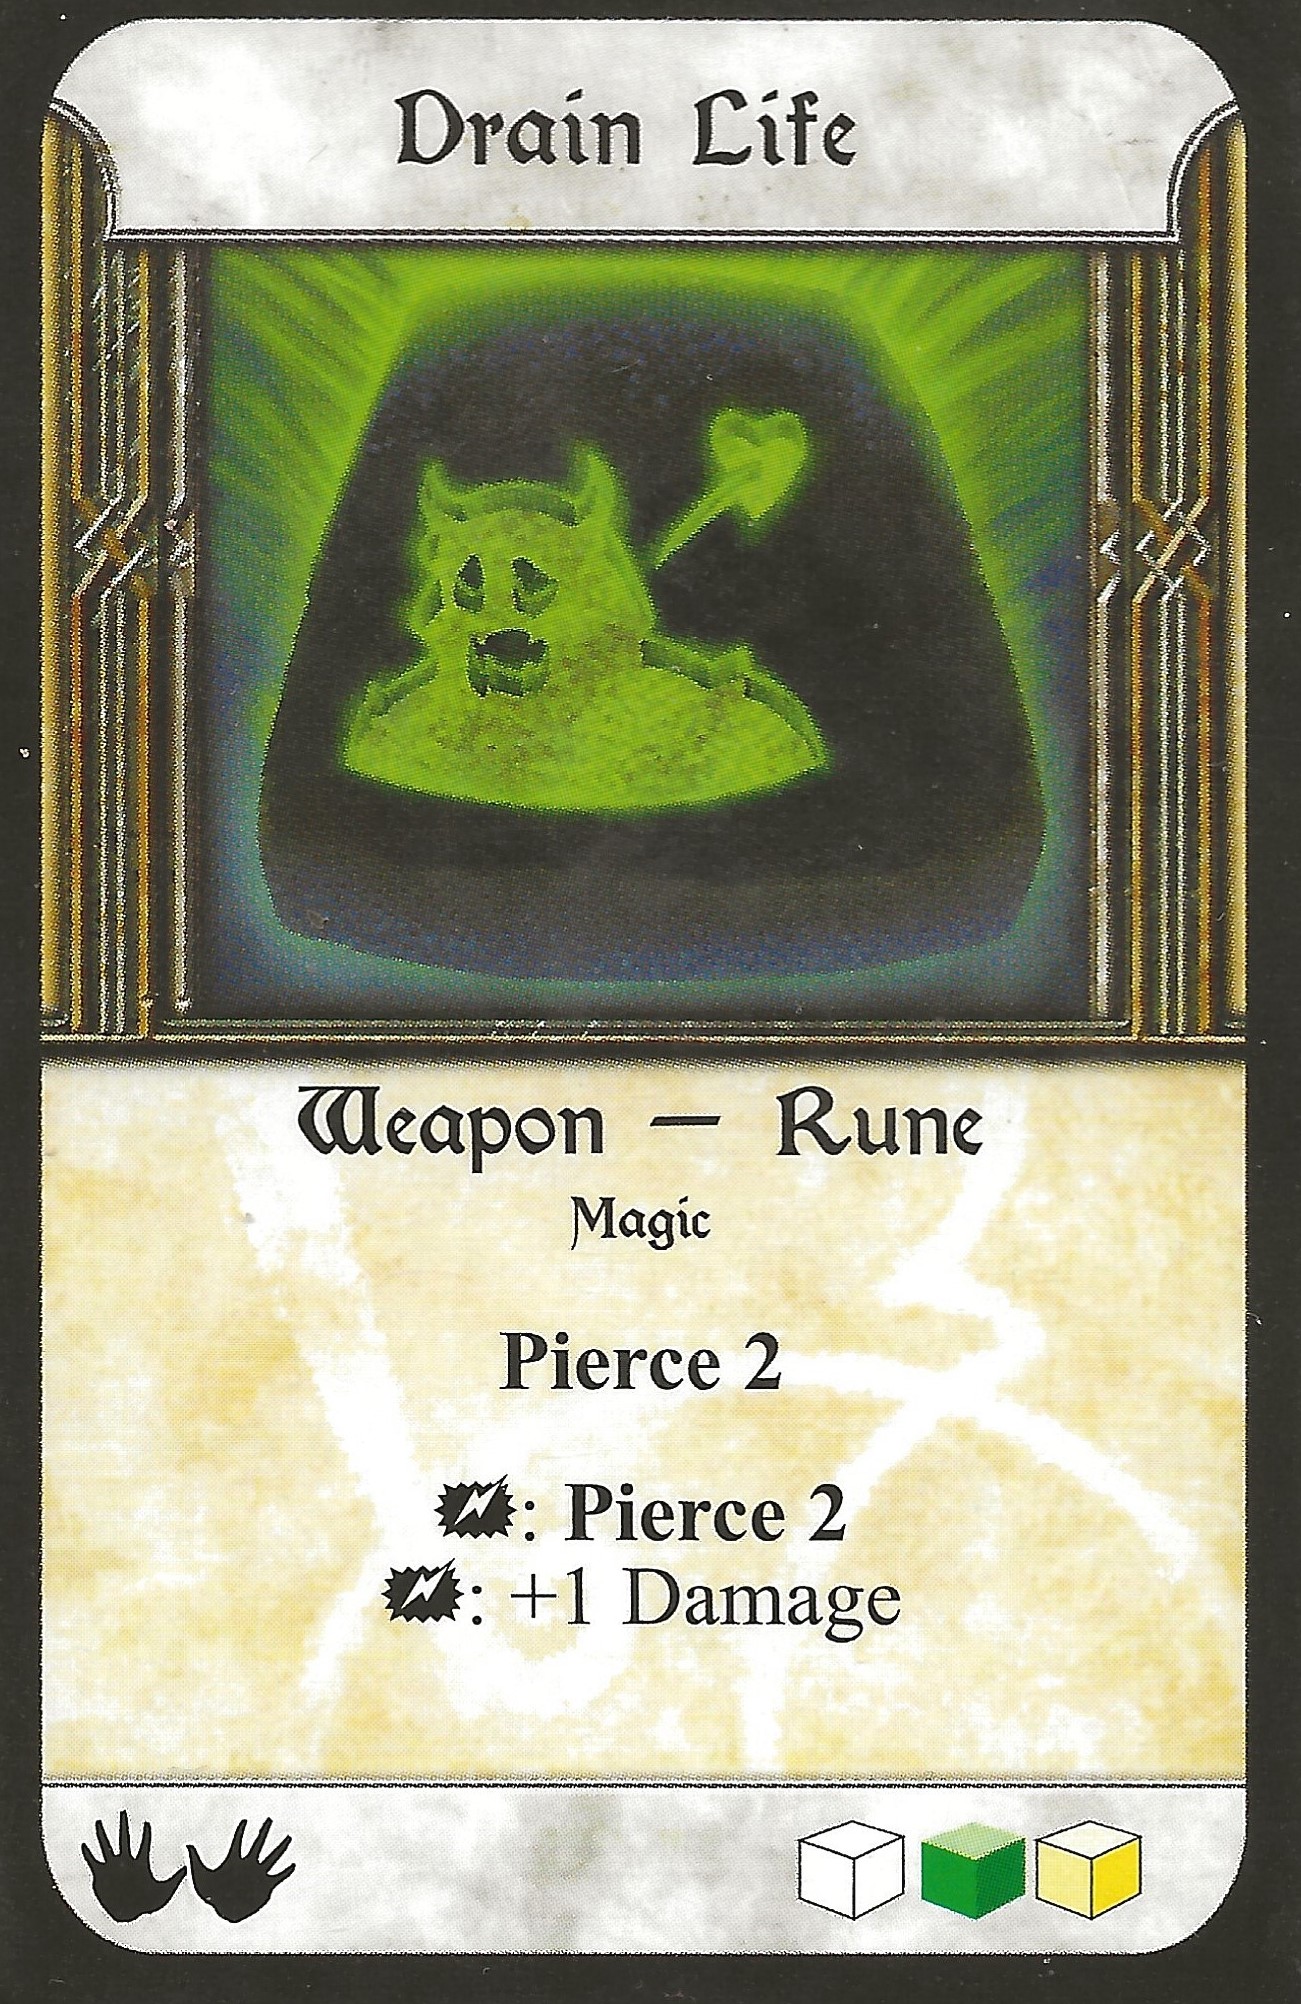 Drain Life
Weapon — Rune
Magic
Pierce 2
: Pierce 2
: +1 Damage